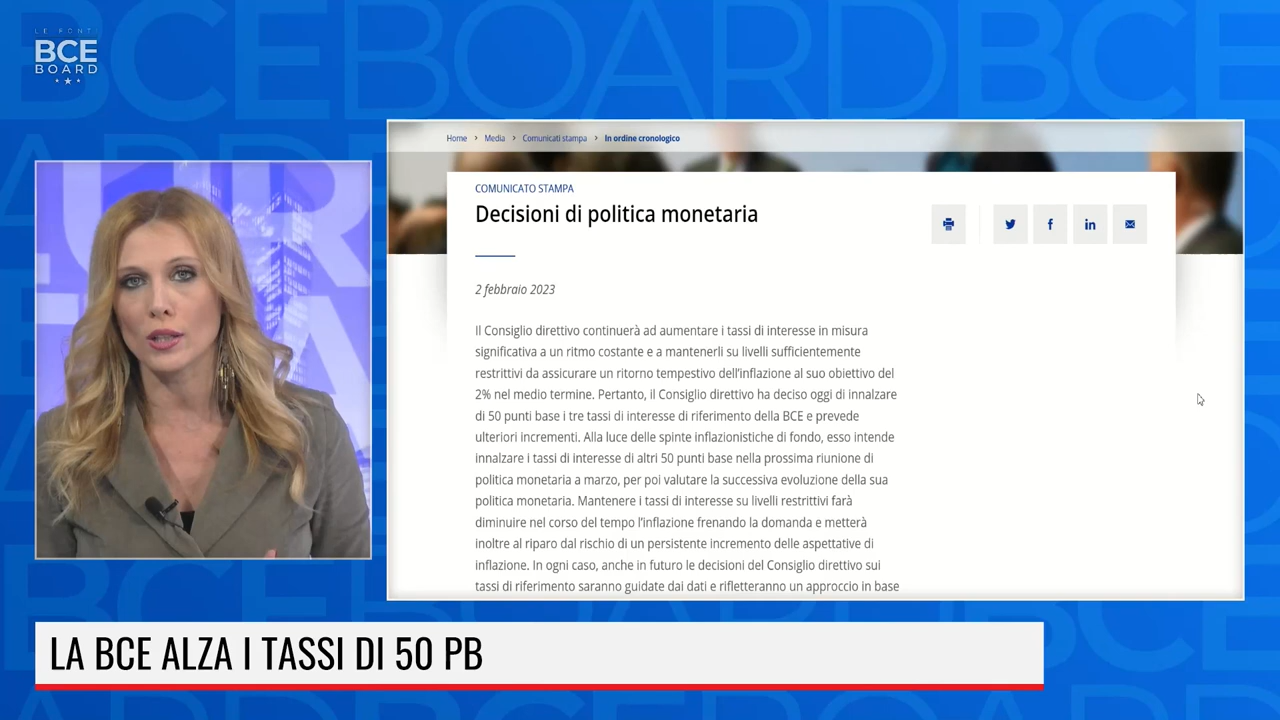 LE FONTI
BCE
BOARD
Home > Media > Comunicati stampa > In ordine cronologico
COMUNICATO STAMPA
Decisioni di politica monetaria
2 febbraio 2023
Il Consiglio direttivo continuerà ad aumentare i tassi di interesse in misura
significativa a un ritmo costante e a mantenerli su livelli sufficientemente
restrittivi da assicurare un ritorno tempestivo dell'inflazione al suo obiettivo del
2% nel medio termine. Pertanto, il Consiglio direttivo ha deciso oggi di innalzare
di 50 punti base i tre tassi di interesse di riferimento della BCE e prevede
ulteriori incrementi. Alla luce delle spinte inflazionistiche di fondo, esso intende
innalzare i tassi di interesse di altri 50 punti base nella prossima riunione di
politica monetaria a marzo, per poi valutare la successiva evoluzione della sua
politica monetaria. Mantenere i tassi di interesse su livelli restrittivi farà
diminuire nel corso del tempo l'inflazione frenando la domanda e metterà
inoltre al riparo dal rischio di un persistente incremento delle aspettative di
inflazione. In ogni caso, anche in futuro le decisioni del Consiglio direttivo sui
tassi di riferimento saranno guidate dai dati e rifletteranno un approccio in base
LA BCE ALZA I TASSI DI 50 PB